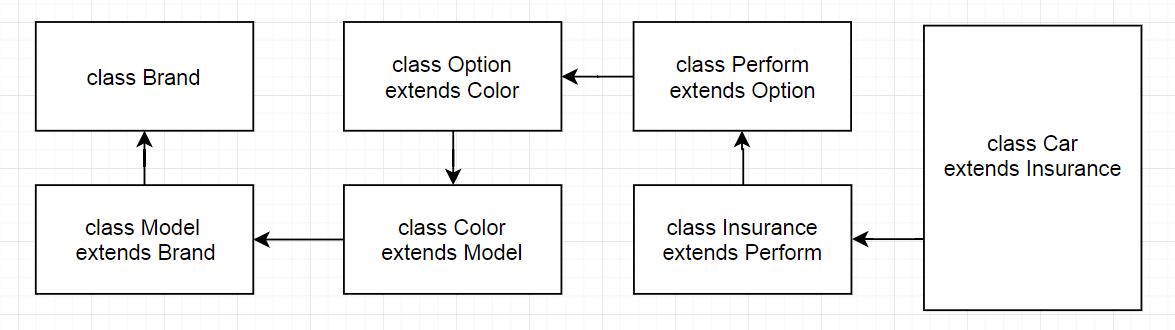 class Brand
class Option
extends Color
class Perform
extends Option
class Car
extends Insurance
class Model
extends Brand
class Color
extends Model
class Insurance
extends Perform